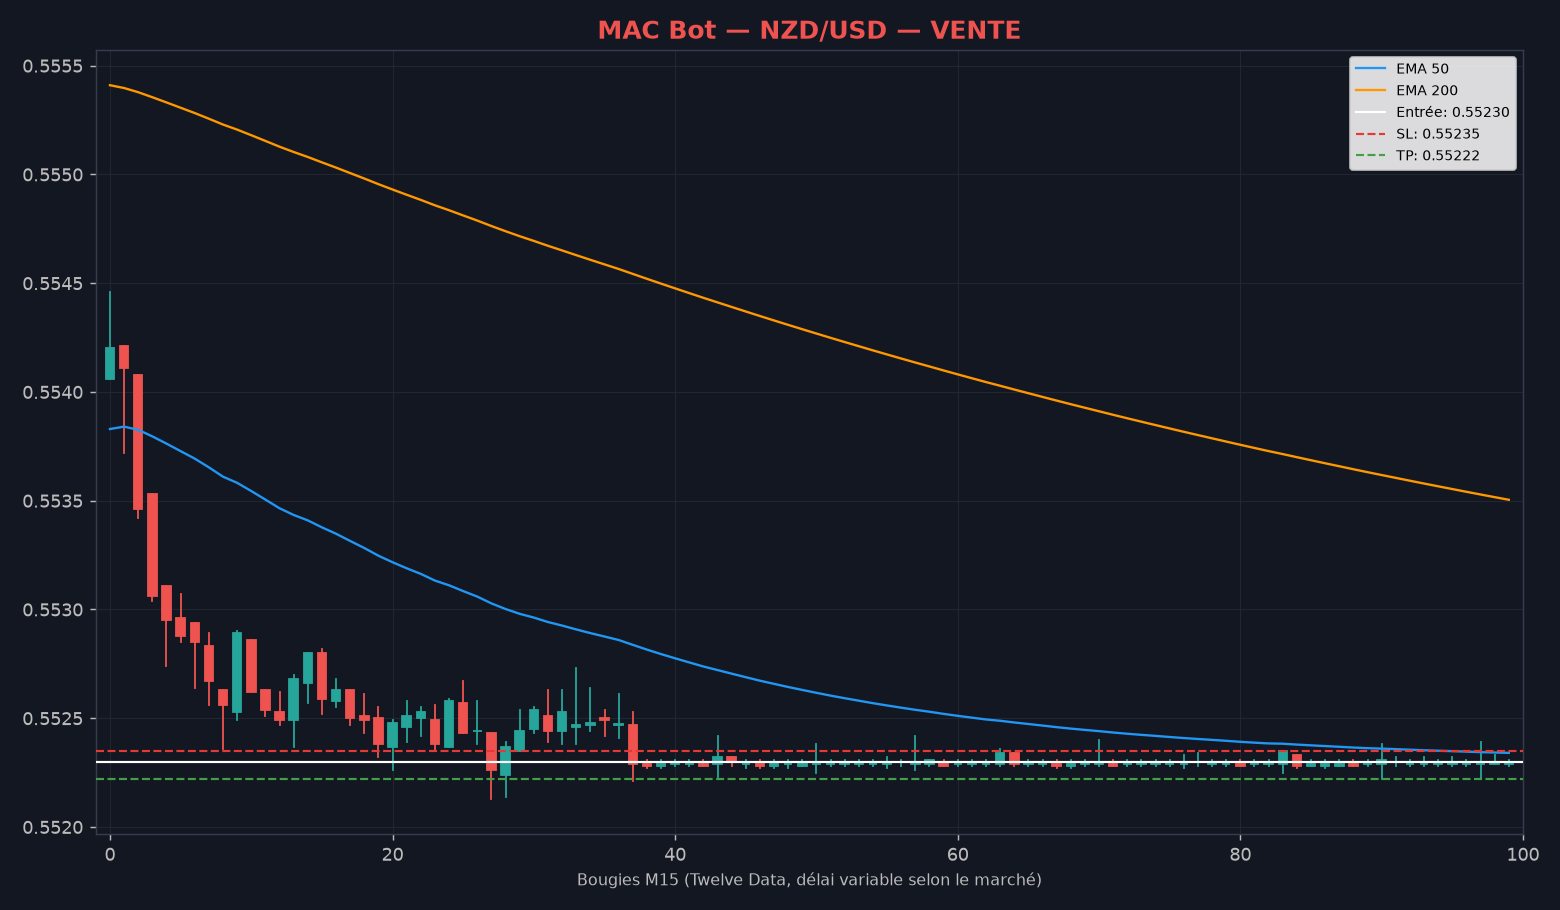 MAC Bot — NZD/USD — VENTE
EMA 50
EMA 200
Entrée: 0.55230
SL: 0.55235
TP: 0.55222
0.5555
0.5550
0.5545
0.5540
0.5535
0.5530
0.5525
0.5520
0 20 40 60 80 100
Bougies M15 (Twelve Data, délai variable selon le marché)